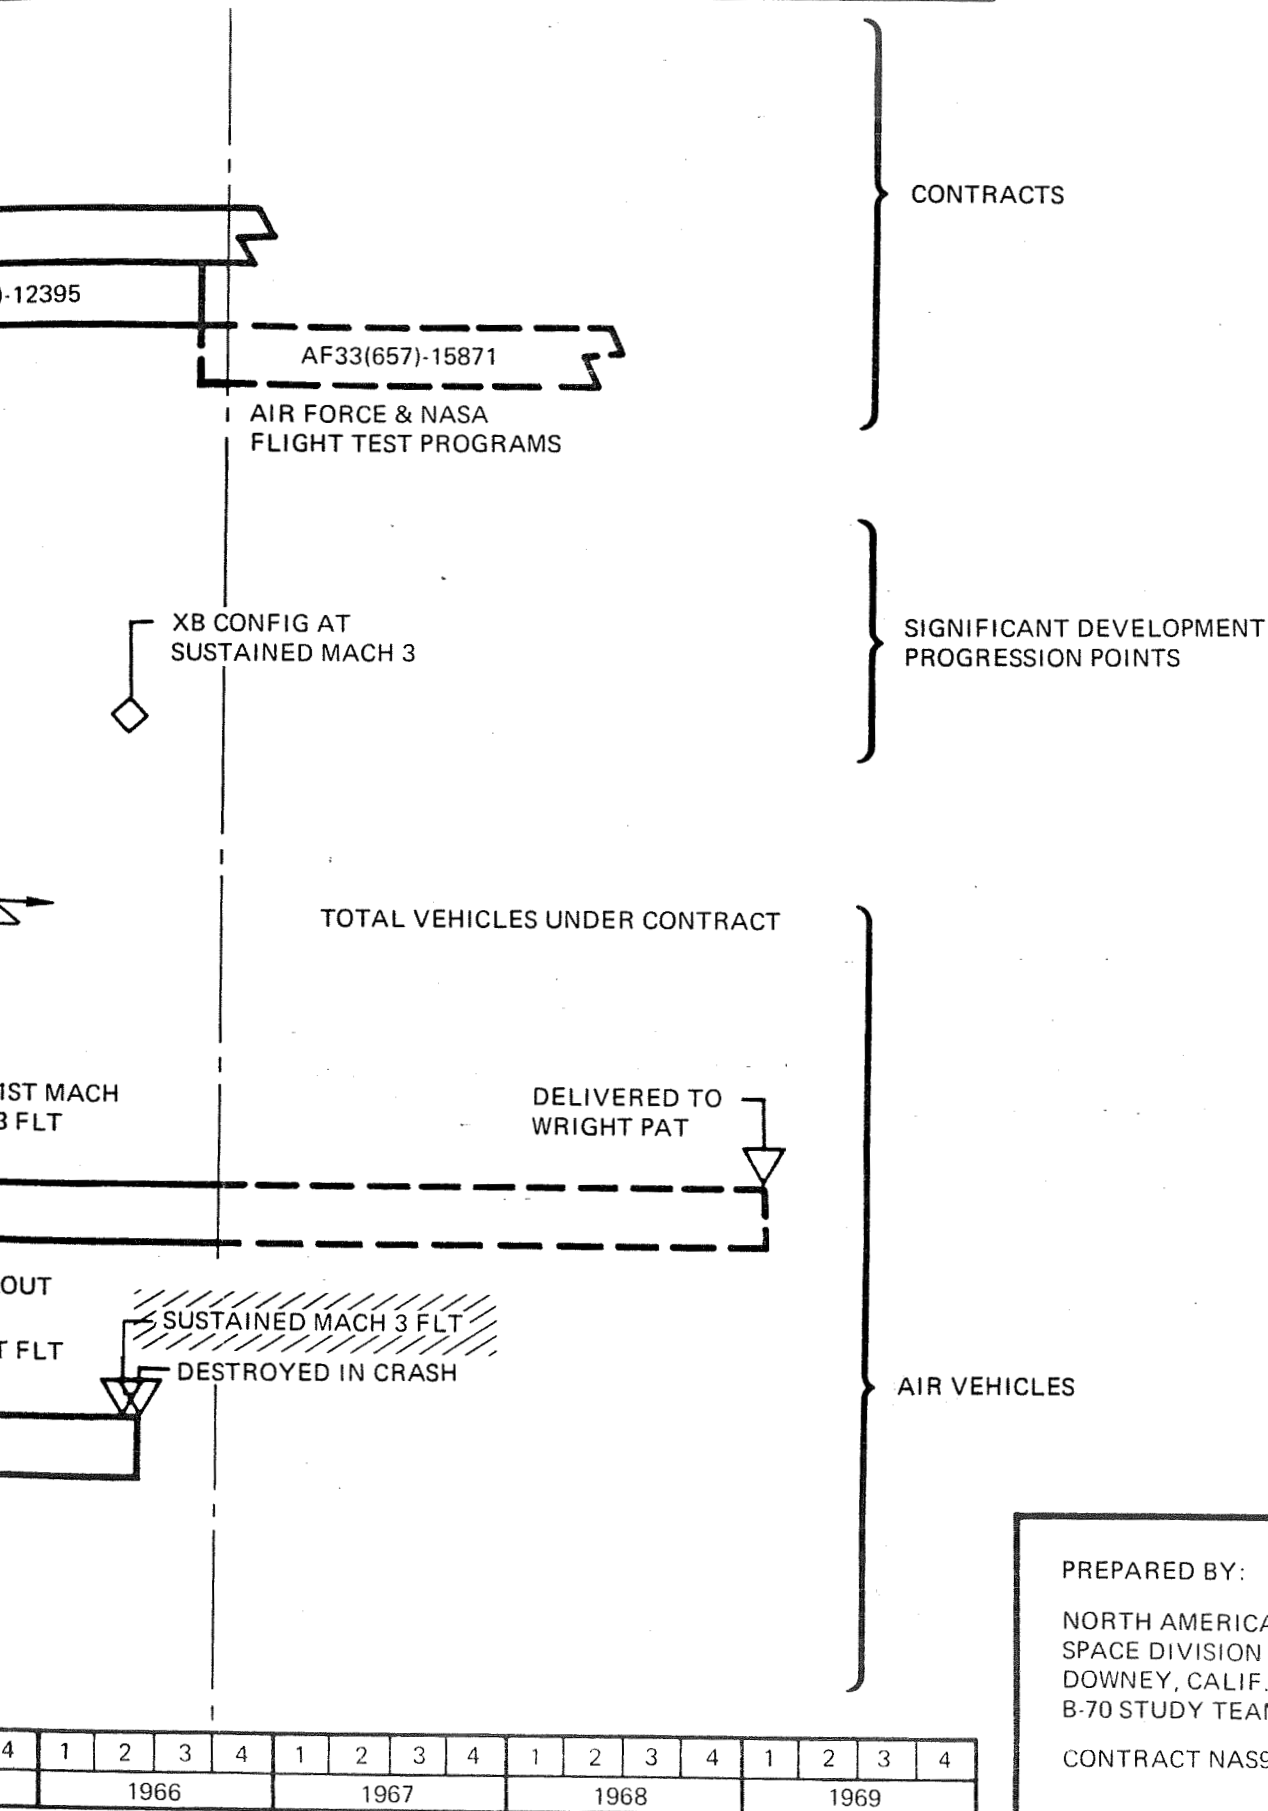 CONTRACTS
)-12395
AF33(657)-15871
AIR FORCE & NASA
FLIGHT TEST PROGRAMS
XB CONFIG AT
SUSTAINED MACH 3
SIGNIFICANT DEVELOPMENT
PROGRESSION POINTS
TOTAL VEHICLES UNDER CONTRACT
1ST MACH
3 FLT
DELIVERED TO
WRIGHT PAT
OUT
SUSTAINED MACH 3 FLT
T FLT
DESTROYED IN CRASH
AIR VEHICLES
PREPARED BY:
NORTH AMERICA
SPACE DIVISION
DOWNEY, CALIF.
B-70 STUDY TEA
CONTRACT NAS9
4 1 2 3 4 1 2 3 4 1 2 3 4 1 2 3 4
1966 1967 1968 1969